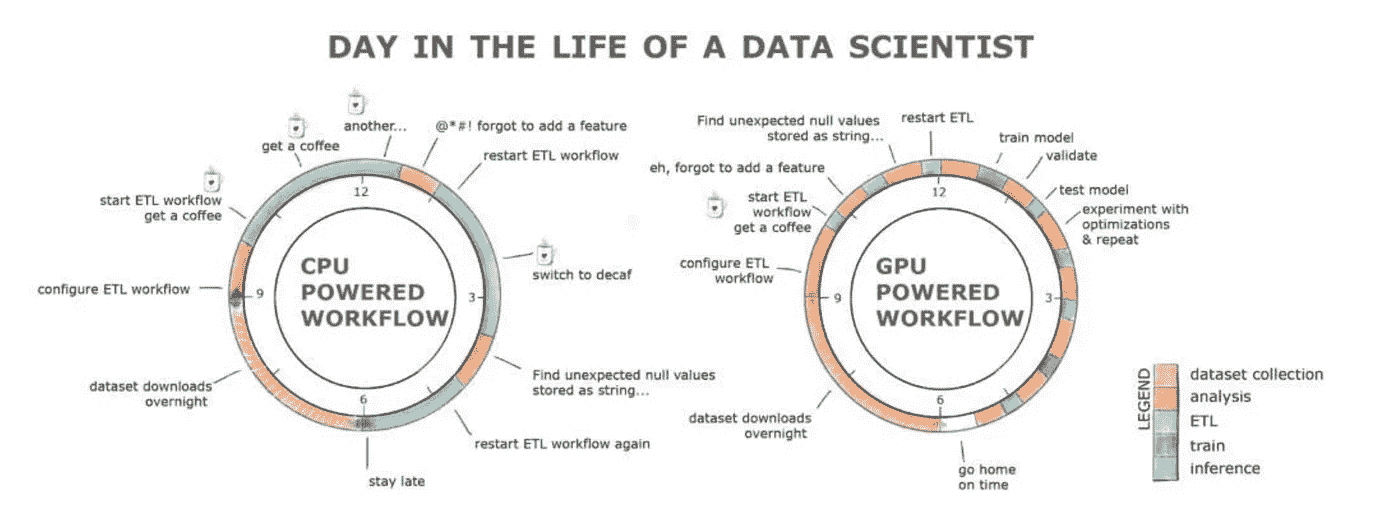 DAY IN THE LIFE OF A DATA SCIENTIST
another...
@*#! forgot to add a feature
get a coffee
restart ETL workflow
start ETL workflow
get a coffee
switch to decaf
configure ETL workflow
dataset downloads
overnight
Find unexpected null values
stored as string...
restart ETL workflow again
stay late
12
3
6
9
CPU
POWERED
WORKFLOW
Find unexpected null values
stored as string...
restart ETL
train model
validate
eh, forgot to add a feature
test model
start ETL
workflow
get a coffee
experiment with
optimizations
& repeat
configure ETL
workflow
dataset downloads
overnight
go home
on time
12
3
6
9
GPU
POWERED
WORKFLOW
LEGEND
dataset collection
analysis
ETL
train
inference